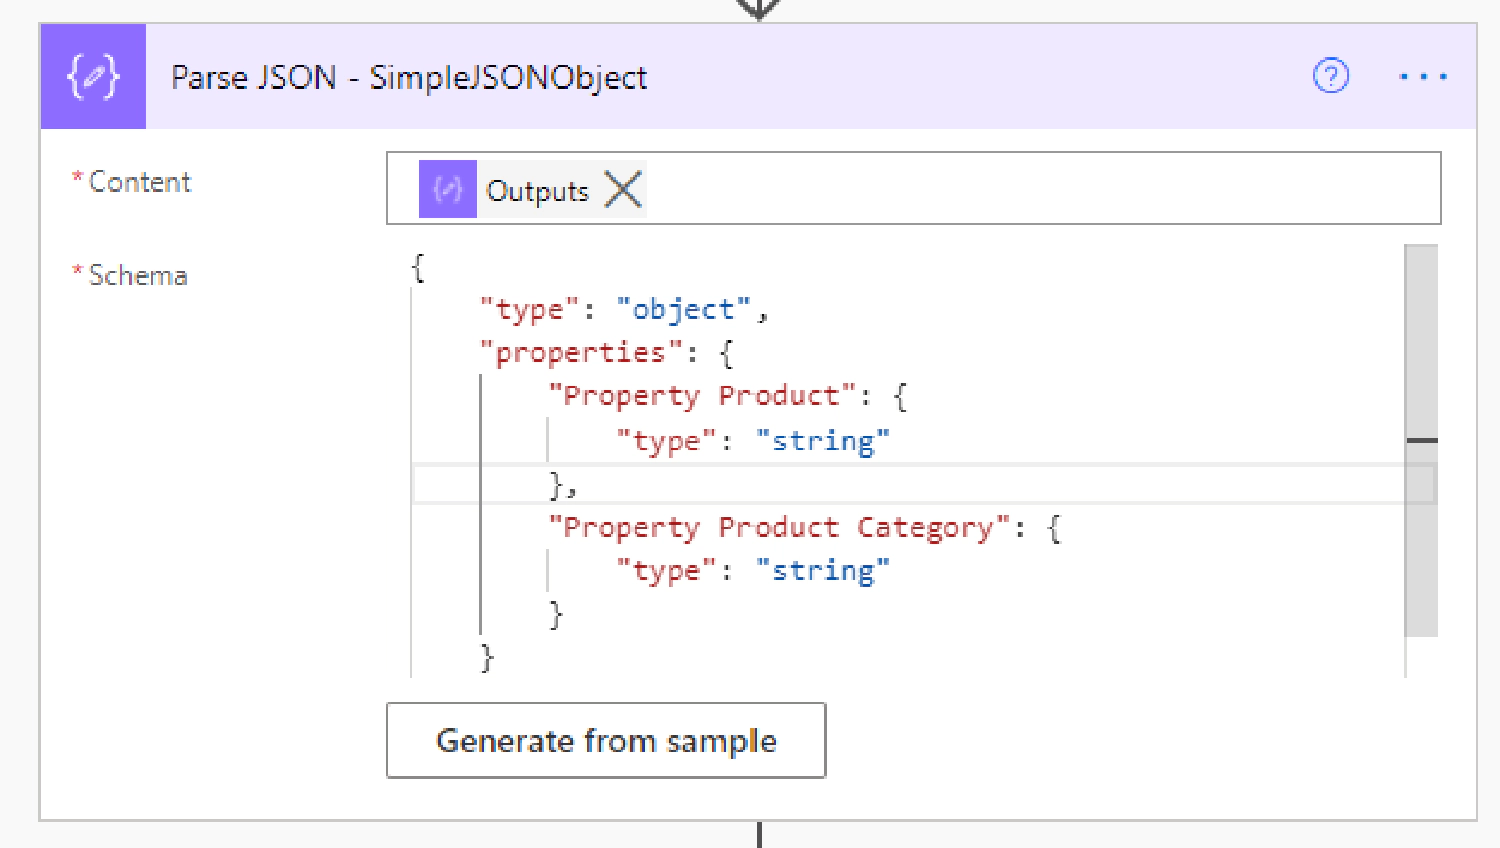 Parse JSON - SimpleJSONObject
* Content
Outputs
* Schema
{
"type": "object",
"properties": {
"Property Product": {
"type": "string"
},
"Property Product Category": {
"type": "string"
}
}
Generate from sample